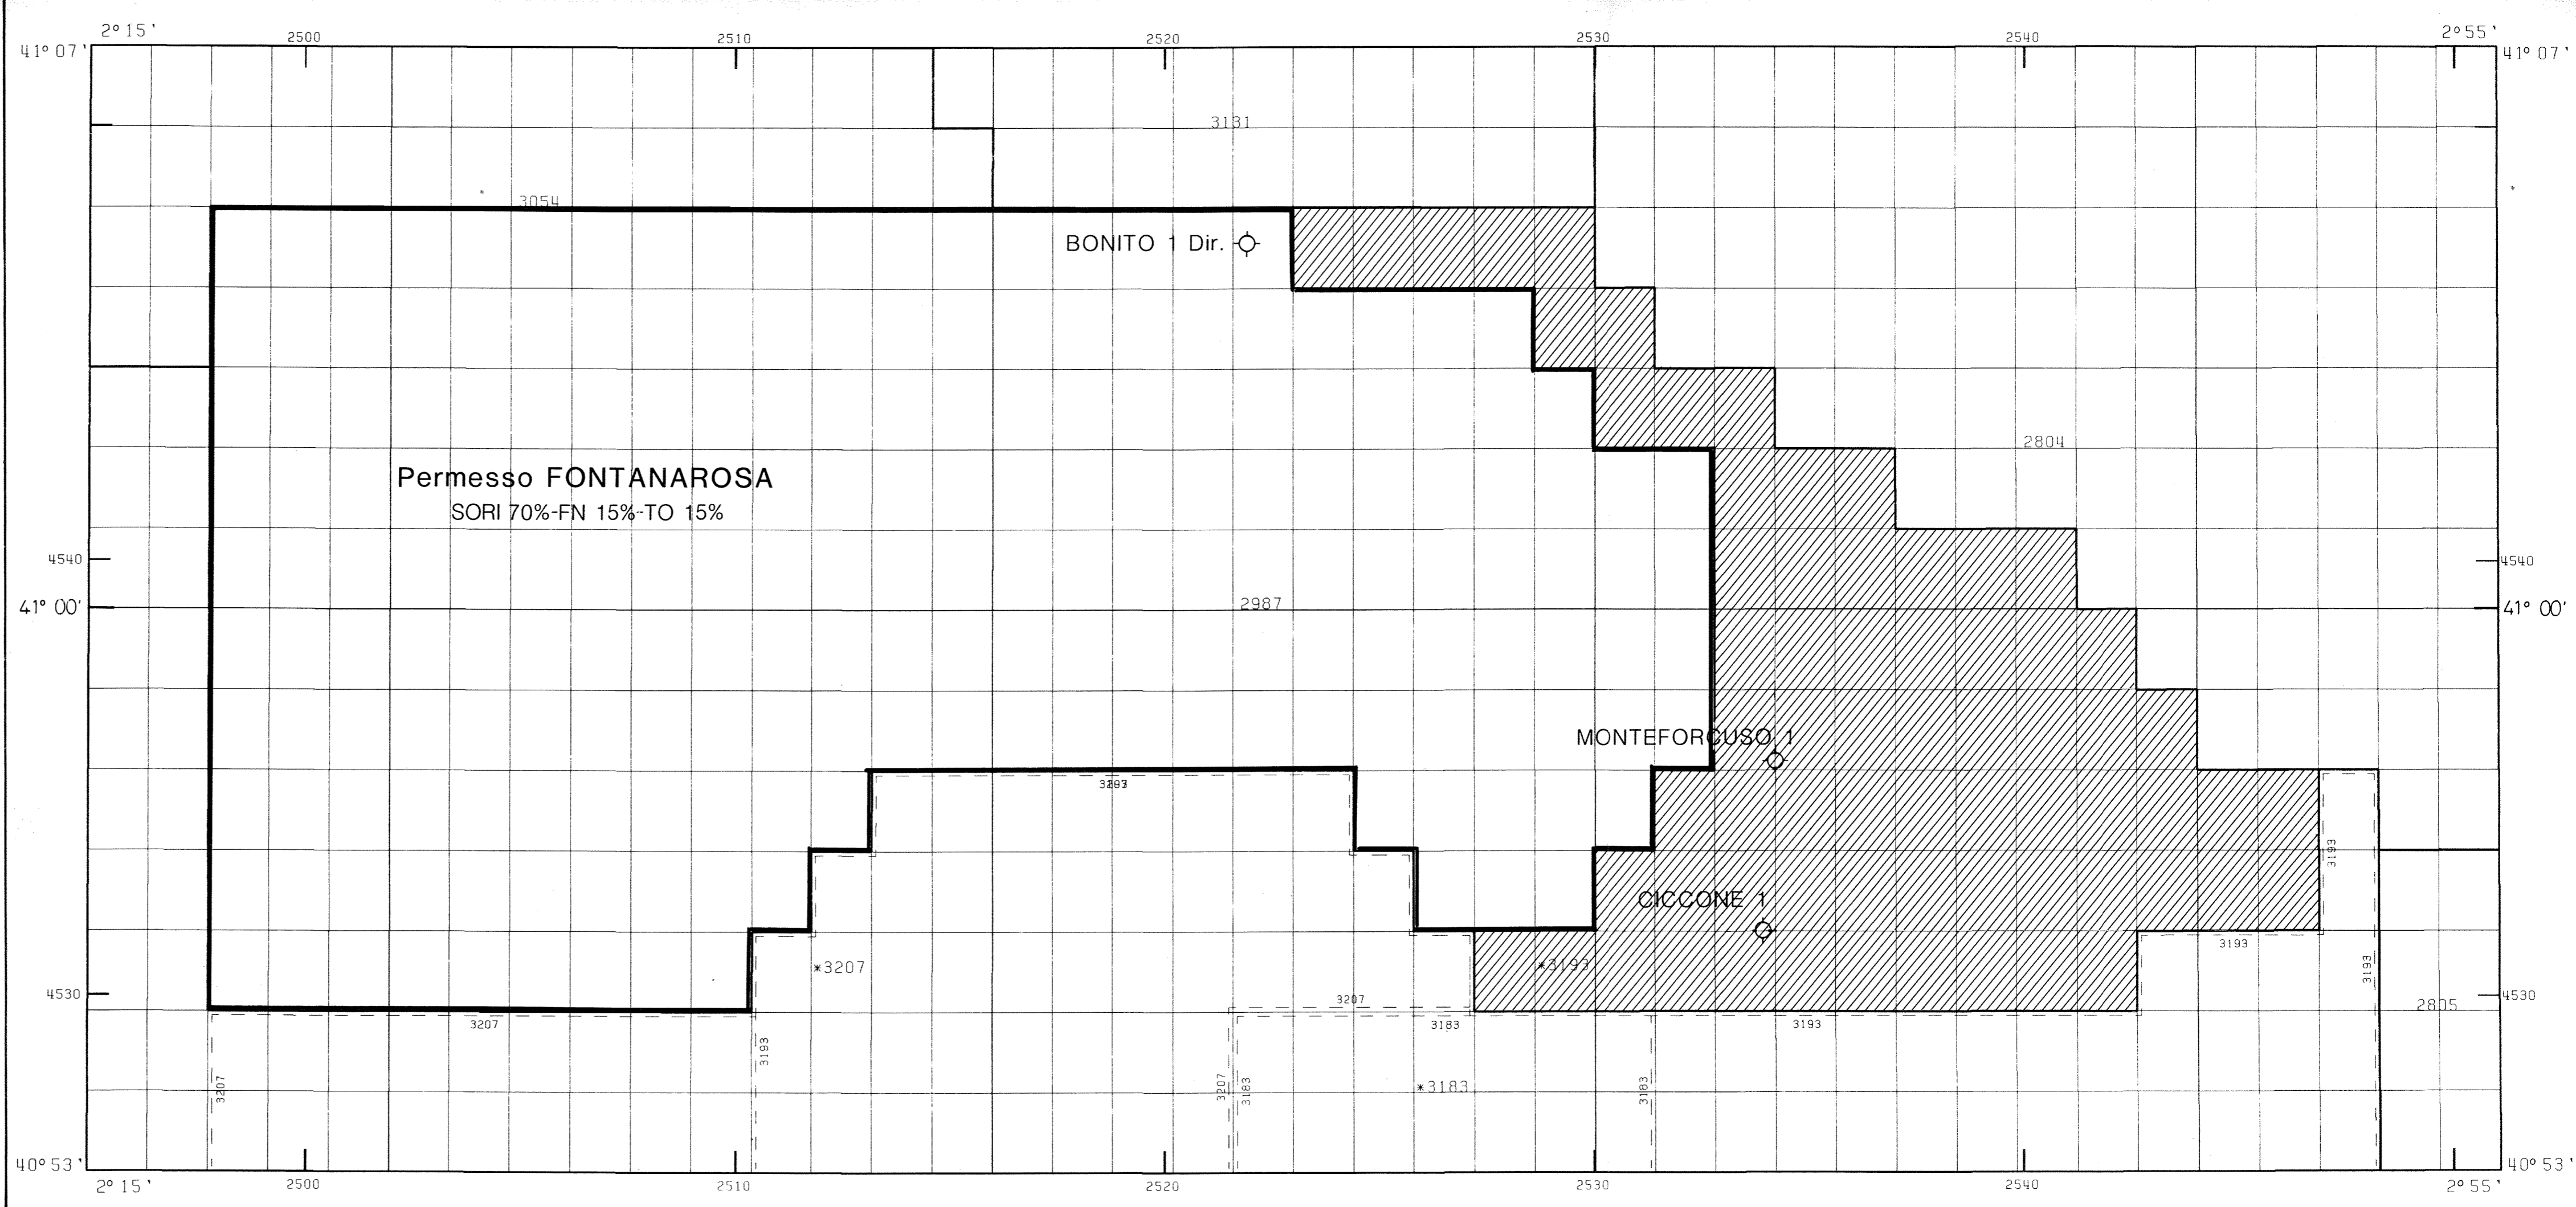 2° 15' 2500 2510 2520 2530 2540 2° 55'
41° 07' 41° 07'
3131
3054
BONITO 1 Dir.
2804
Permesso FONTANAROSA
SORI 70%-FN 15%-TO 15%
4540 4540
41° 00' 2987 41° 00'
MONTEFORCUSO 1
3193
CICCONE 1
3193
*3207 *3193 3193
4530 3207 4530
2805
3207 3183 3193
3193
3207 3207 3183 *3183 3183
40° 53' 40° 53'
2° 15' 2500 2510 2520 2530 2540 2° 55'